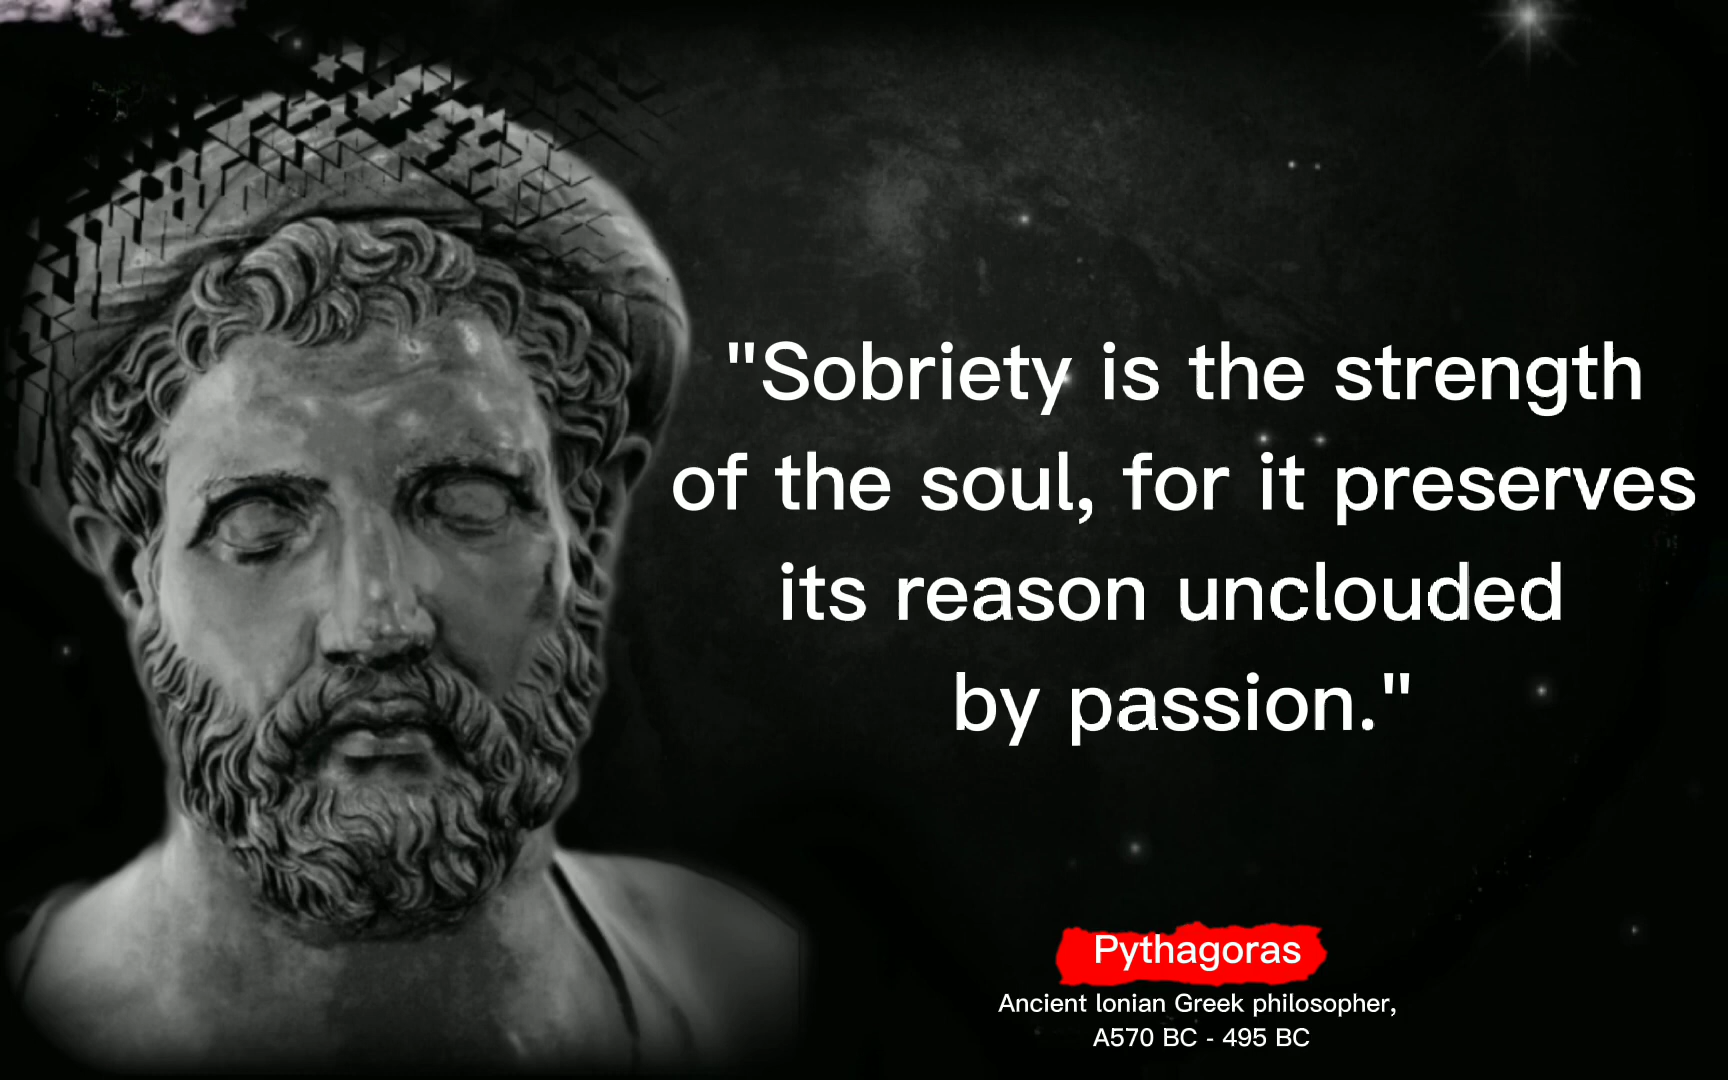 "Sobriety is the strength
of the soul, for it preserves
its reason unclouded
by passion."
Pythagoras
Ancient lonian Greek philosopher,
A570 BC - 495 BC